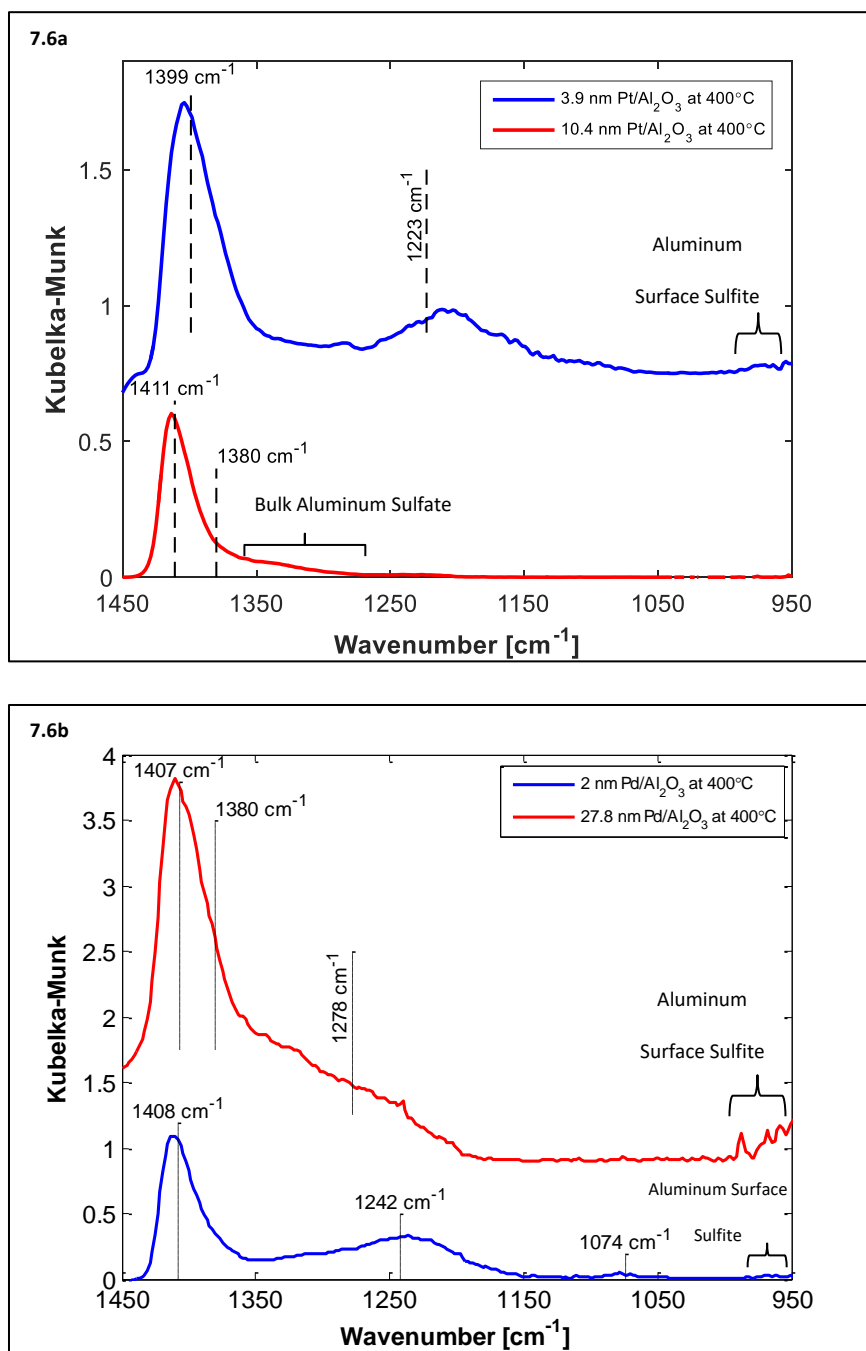 7.6a
1399 cm-1
3.9 nm Pt/Al2O3 at 400°C
10.4 nm Pt/Al2O3 at 400°C
1.5
1223 cm-1
Aluminum
Surface Sulfite
Kubelka-Munk
1
1411 cm-1
0.5
1380 cm-1
Bulk Aluminum Sulfate
0
1450
1350
1250
1150
1050
950
Wavenumber [cm-1]
7.6b
4
1407 cm-1
2 nm Pd/Al2O3 at 400°C
27.8 nm Pd/Al2O3 at 400°C
3.5
1380 cm-1
3
2.5
1278 cm-1
Aluminum
Surface Sulfite
Kubelka-Munk
2
1.5
1408 cm-1
1
Aluminum Surface
Sulfite
1242 cm-1
1074 cm-1
0.5
0
1450
1350
1250
1150
1050
950
Wavenumber [cm-1]